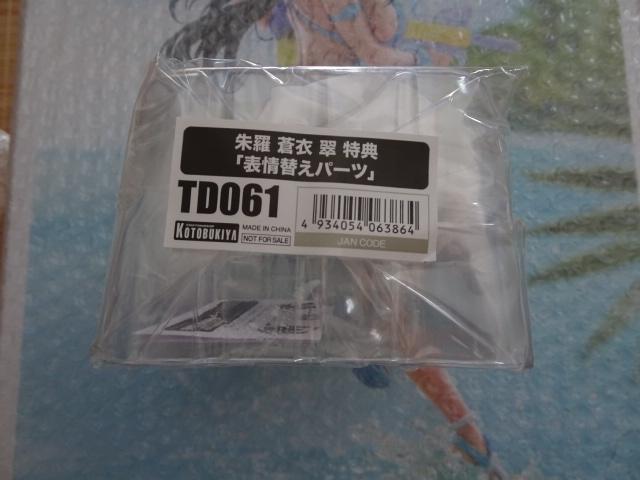 朱羅 蒼衣 翠 特典
「表情替えパーツ」
TD061
KOTOBUKIYA
MADE IN CHINA
NOT FOR SALE
4 934054 063864
JAN CODE